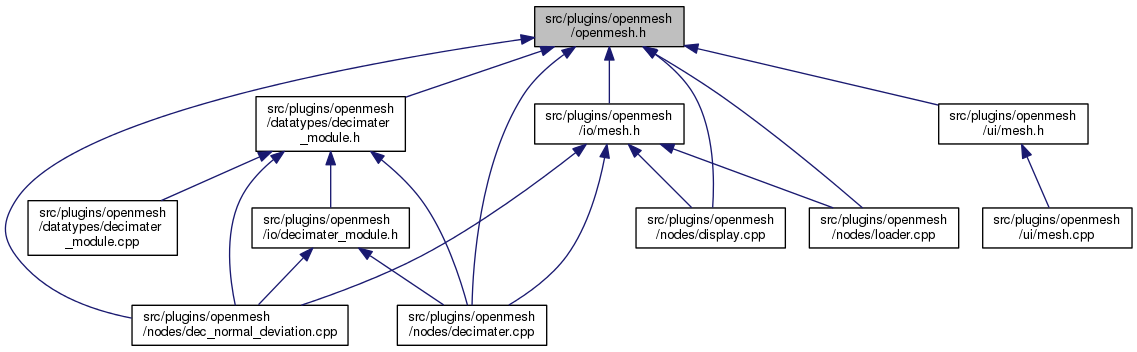 src/plugins/openmesh
/openmesh.h
src/plugins/openmesh
/datatypes/decimater
_module.h
src/plugins/openmesh
/io/mesh.h
src/plugins/openmesh
/ui/mesh.h
src/plugins/openmesh
/datatypes/decimater
_module.cpp
src/plugins/openmesh
/io/decimater_module.h
src/plugins/openmesh
/nodes/display.cpp
src/plugins/openmesh
/nodes/loader.cpp
src/plugins/openmesh
/ui/mesh.cpp
src/plugins/openmesh
/nodes/dec_normal_deviation.cpp
src/plugins/openmesh
/nodes/decimater.cpp